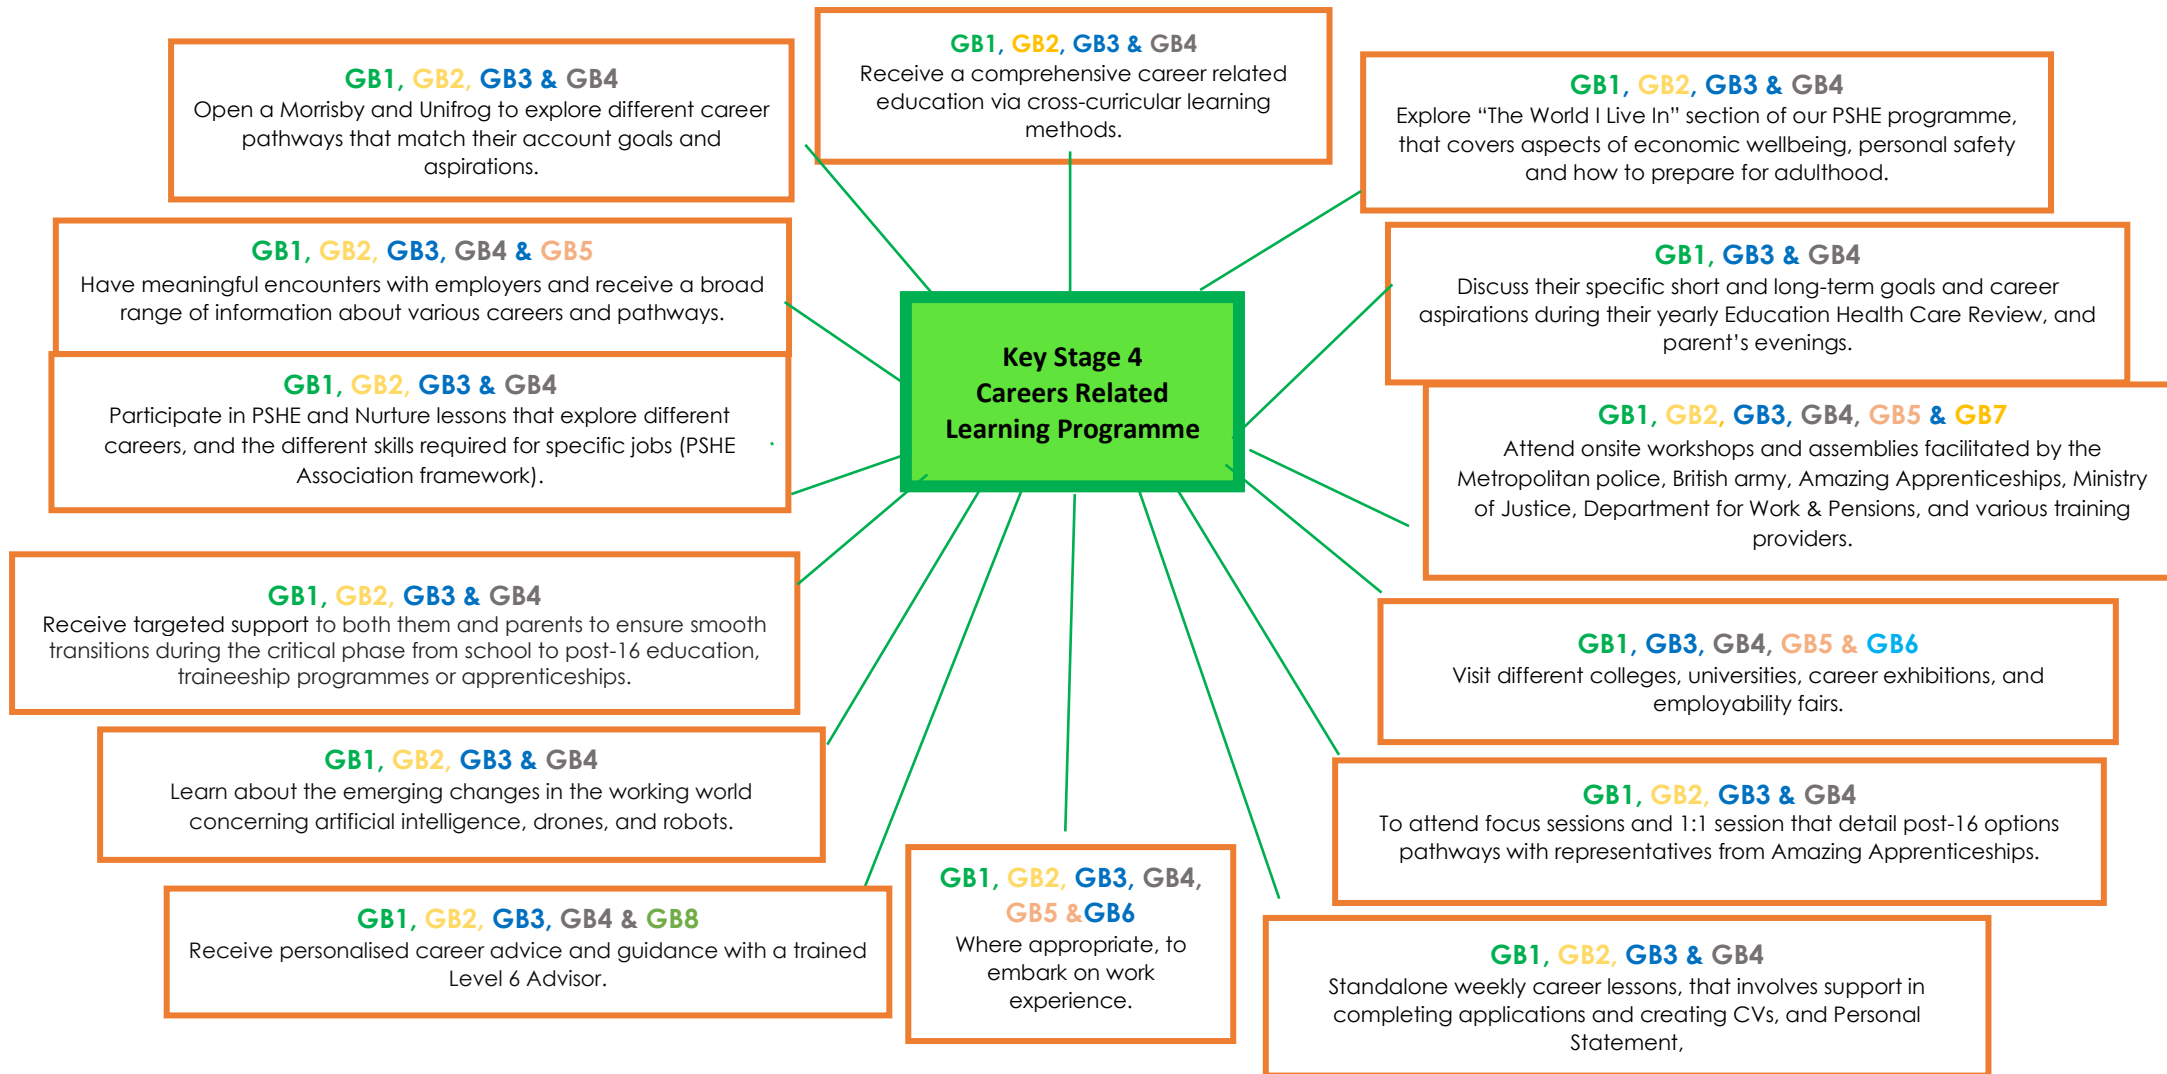 GB1, GB2, GB3 & GB4
Open a Morrisby and Unifrog to explore different career
pathways that match their account goals and
aspirations.
GB1, GB2, GB3 & GB4
Receive a comprehensive career related
education via cross-curricular learning
methods.
GB1, GB2, GB3 & GB4
Explore “The World I Live In” section of our PSHE programme,
that covers aspects of economic wellbeing, personal safety
and how to prepare for adulthood.
GB1, GB2, GB3, GB4 & GB5
Have meaningful encounters with employers and receive a broad
range of information about various careers and pathways.
GB1, GB3 & GB4
Discuss their specific short and long-term goals and career
aspirations during their yearly Education Health Care Review, and
parent’s evenings.
Key Stage 4
Careers Related
Learning Programme
GB1, GB2, GB3 & GB4
Participate in PSHE and Nurture lessons that explore different
careers, and the different skills required for specific jobs (PSHE
Association framework).
GB1, GB2, GB3, GB4, GB5 & GB7
Attend onsite workshops and assemblies facilitated by the
Metropolitan police, British army, Amazing Apprenticeships, Ministry
of Justice, Department for Work & Pensions, and various training
providers.
GB1, GB2, GB3 & GB4
Receive targeted support to both them and parents to ensure smooth
transitions during the critical phase from school to post-16 education,
traineeship programmes or apprenticeships.
GB1, GB3, GB4, GB5 & GB6
Visit different colleges, universities, career exhibitions, and
employability fairs.
GB1, GB2, GB3 & GB4
Learn about the emerging changes in the working world
concerning artificial intelligence, drones, and robots.
GB1, GB2, GB3 & GB4
To attend focus sessions and 1:1 session that detail post-16 options
pathways with representatives from Amazing Apprenticeships.
GB1, GB2, GB3, GB4 & GB8
Receive personalised career advice and guidance with a trained
Level 6 Advisor.
GB1, GB2, GB3, GB4,
GB5 &GB6
Where appropriate, to
embark on work
experience.
GB1, GB2, GB3 & GB4
Standalone weekly career lessons, that involves support in
completing applications and creating CVs, and Personal
Statement,